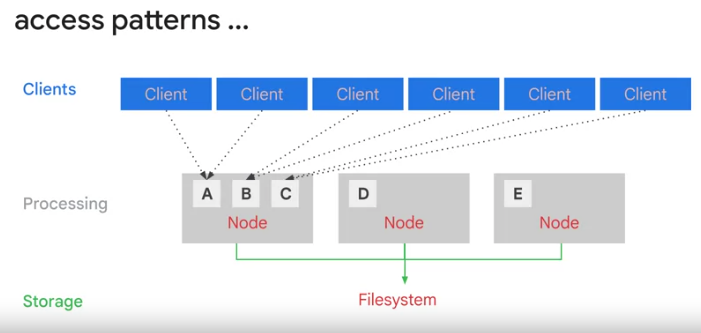 access patterns ...
Clients
Client Client Client Client Client Client
Processing
A B C D E
Node Node Node
Storage
Filesystem